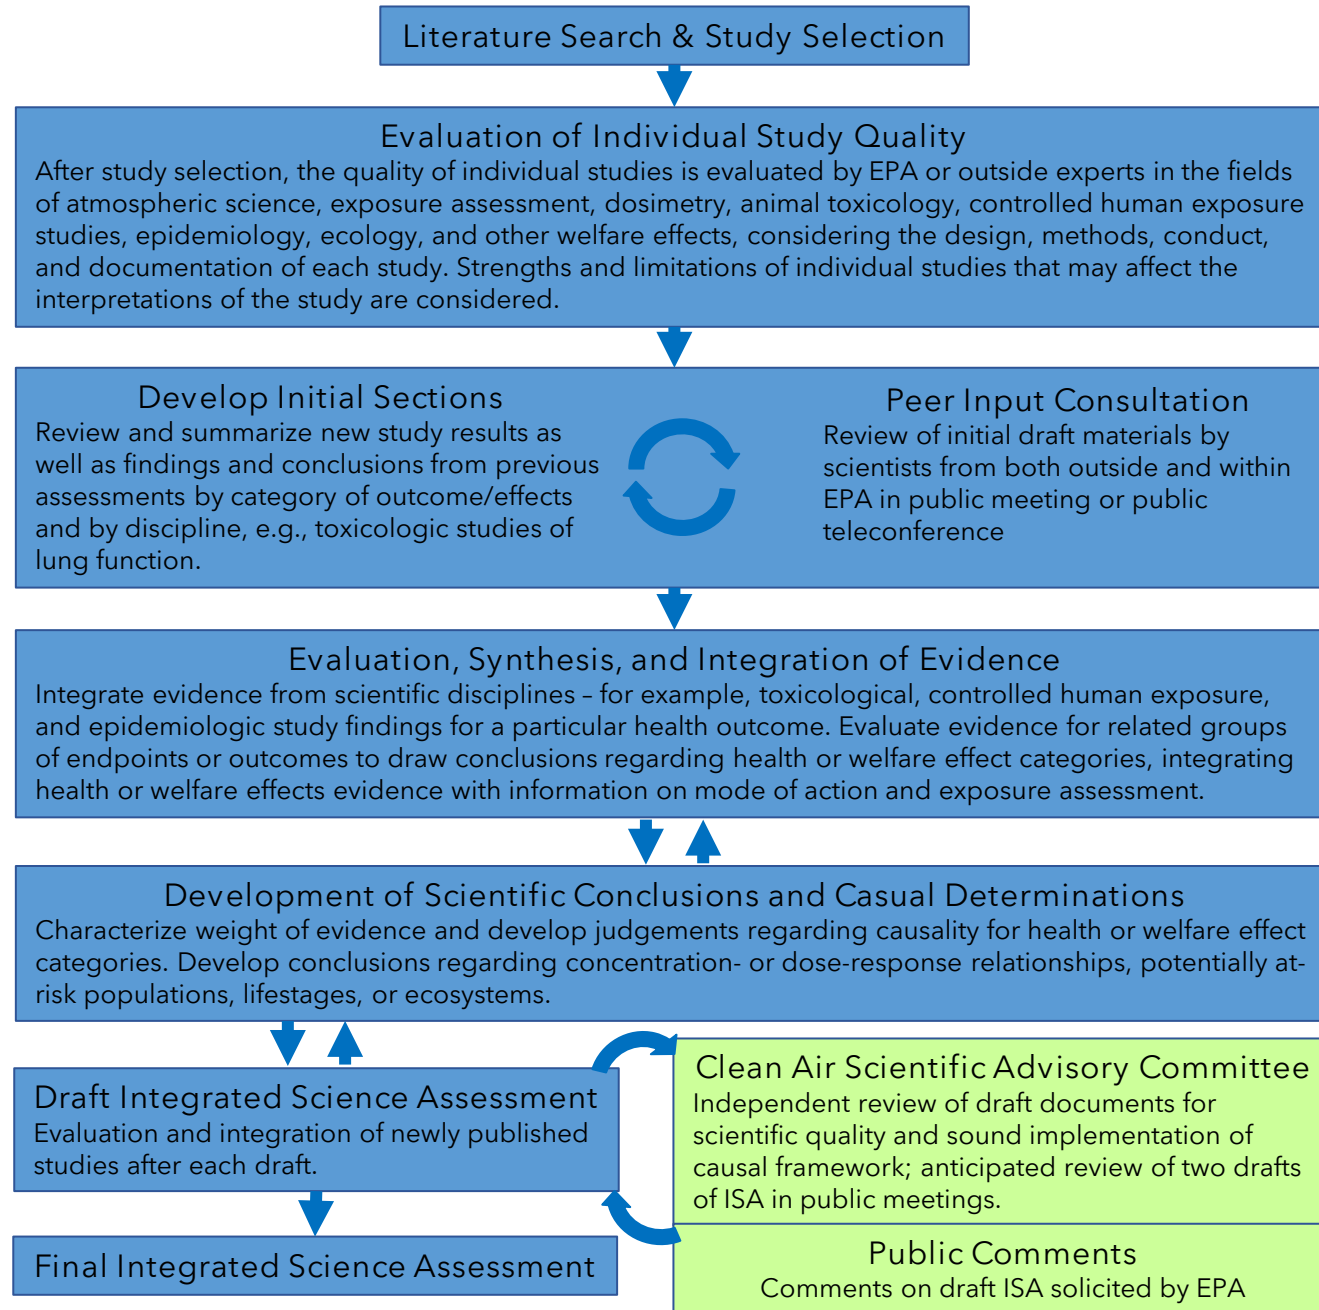 Literature Search & Study Selection
Evaluation of Individual Study Quality
After study selection, the quality of individual studies is evaluated by EPA or outside experts in the fields
of atmospheric science, exposure assessment, dosimetry, animal toxicology, controlled human exposure
studies, epidemiology, ecology, and other welfare effects, considering the design, methods, conduct,
and documentation of each study. Strengths and limitations of individual studies that may affect the
interpretations of the study are considered.
Develop Initial Sections
Review and summarize new study results as
well as findings and conclusions from previous
assessments by category of outcome/effects
and by discipline, e.g., toxicologic studies of
lung function.
Peer Input Consultation
Review of initial draft materials by
scientists from both outside and within
EPA in public meeting or public
teleconference
Evaluation, Synthesis, and Integration of Evidence
Integrate evidence from scientific disciplines – for example, toxicological, controlled human exposure,
and epidemiologic study findings for a particular health outcome. Evaluate evidence for related groups
of endpoints or outcomes to draw conclusions regarding health or welfare effect categories, integrating
health or welfare effects evidence with information on mode of action and exposure assessment.
Development of Scientific Conclusions and Casual Determinations
Characterize weight of evidence and develop judgements regarding causality for health or welfare effect
categories. Develop conclusions regarding concentration- or dose-response relationships, potentially at-
risk populations, lifestages, or ecosystems.
Draft Integrated Science Assessment
Evaluation and integration of newly published
studies after each draft.
Clean Air Scientific Advisory Committee
Independent review of draft documents for
scientific quality and sound implementation of
causal framework; anticipated review of two drafts
of ISA in public meetings.
Final Integrated Science Assessment
Public Comments
Comments on draft ISA solicited by EPA